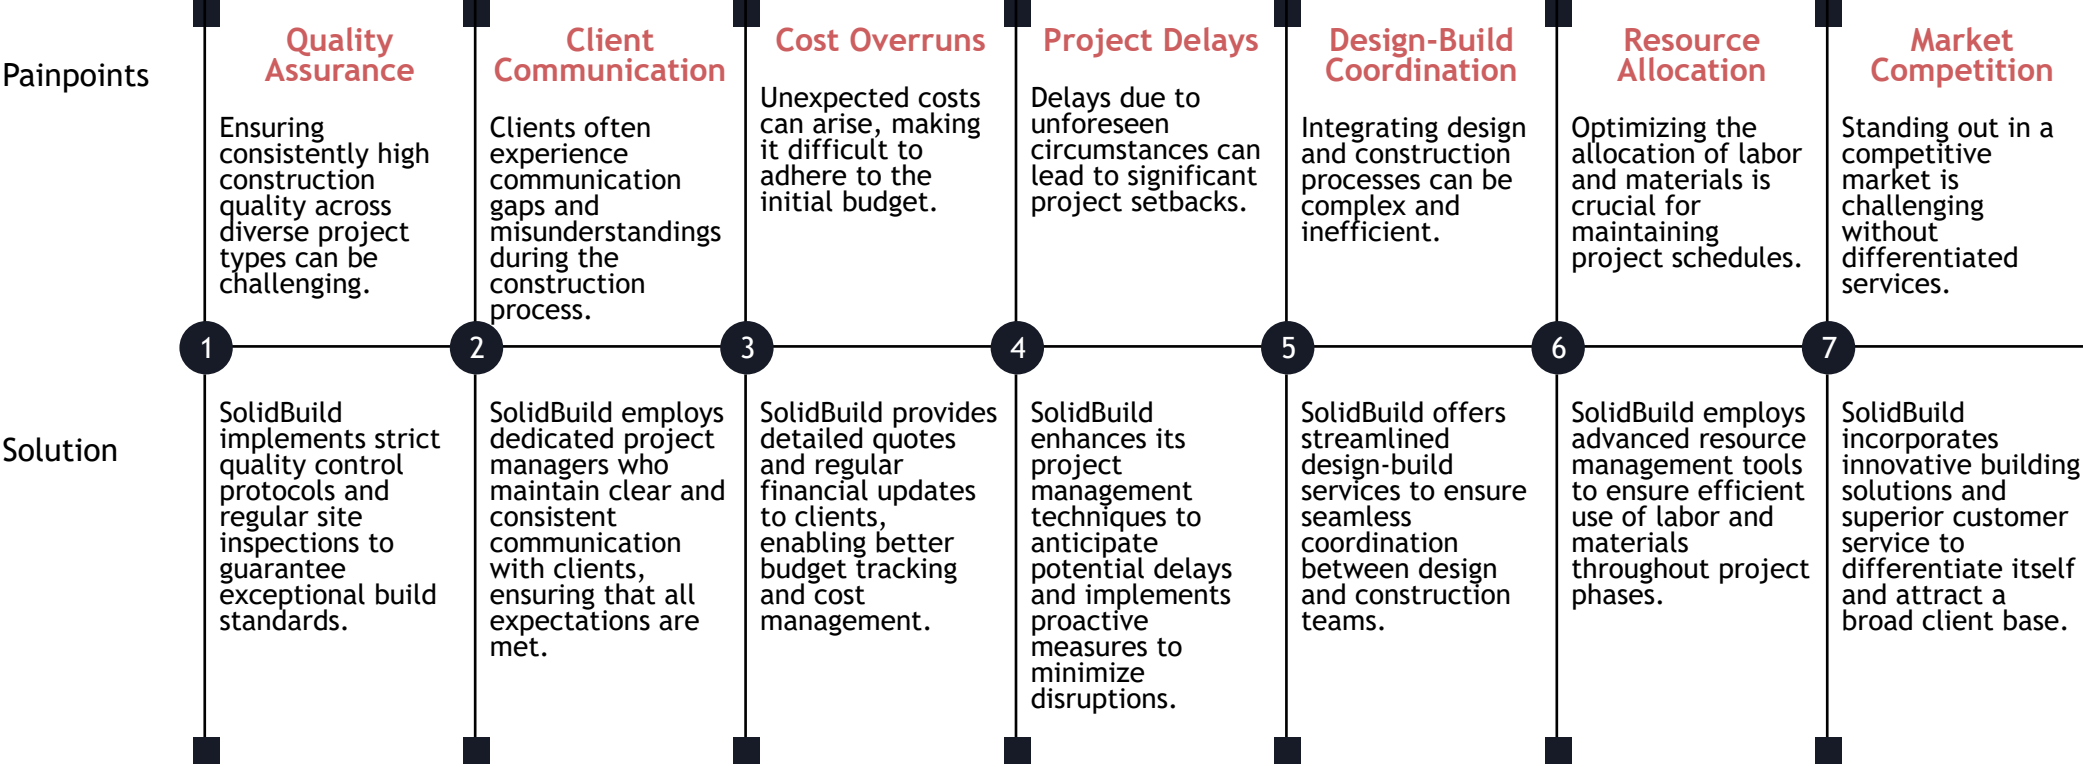 Painpoints
Quality
Assurance
Ensuring
consistently high
construction
quality across
diverse project
types can be
challenging.
Client
Communication
Clients often
experience
communication
gaps and
misunderstandings
during the
construction
process.
Cost Overruns
Unexpected costs
can arise, making
it difficult to
adhere to the
initial budget.
Project Delays
Delays due to
unforeseen
circumstances can
lead to significant
project setbacks.
Design-Build
Coordination
Integrating design
and construction
processes can be
complex and
inefficient.
Resource
Allocation
Optimizing the
allocation of labor
and materials is
crucial for
maintaining
project schedules.
Market
Competition
Standing out in a
competitive
market is
challenging
without
differentiated
services.
1
2
3
4
5
6
7
Solution
SolidBuild
implements strict
quality control
protocols and
regular site
inspections to
guarantee
exceptional build
standards.
SolidBuild employs
dedicated project
managers who
maintain clear and
consistent
communication
with clients,
ensuring that all
expectations are
met.
SolidBuild provides
detailed quotes
and regular
financial updates
to clients,
enabling better
budget tracking
and cost
management.
SolidBuild
enhances its
project
management
techniques to
anticipate
potential delays
and implements
proactive
measures to
minimize
disruptions.
SolidBuild offers
streamlined
design-build
services to ensure
seamless
coordination
between design
and construction
teams.
SolidBuild employs
advanced resource
management tools
to ensure efficient
use of labor and
materials
throughout project
phases.
SolidBuild
incorporates
innovative building
solutions and
superior customer
service to
differentiate itself
and attract a
broad client base.